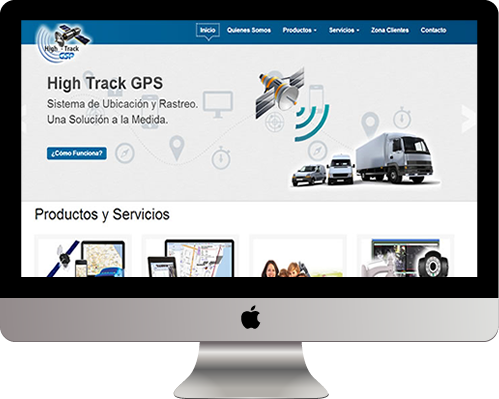 High Track
GPS
Inicio Quienes Somos Productos Servicios Zona Clientes Contacto
High Track GPS
Sistema de Ubicación y Rastreo.
Una Solución a la Medida.
¿Cómo Funciona?
Productos y Servicios